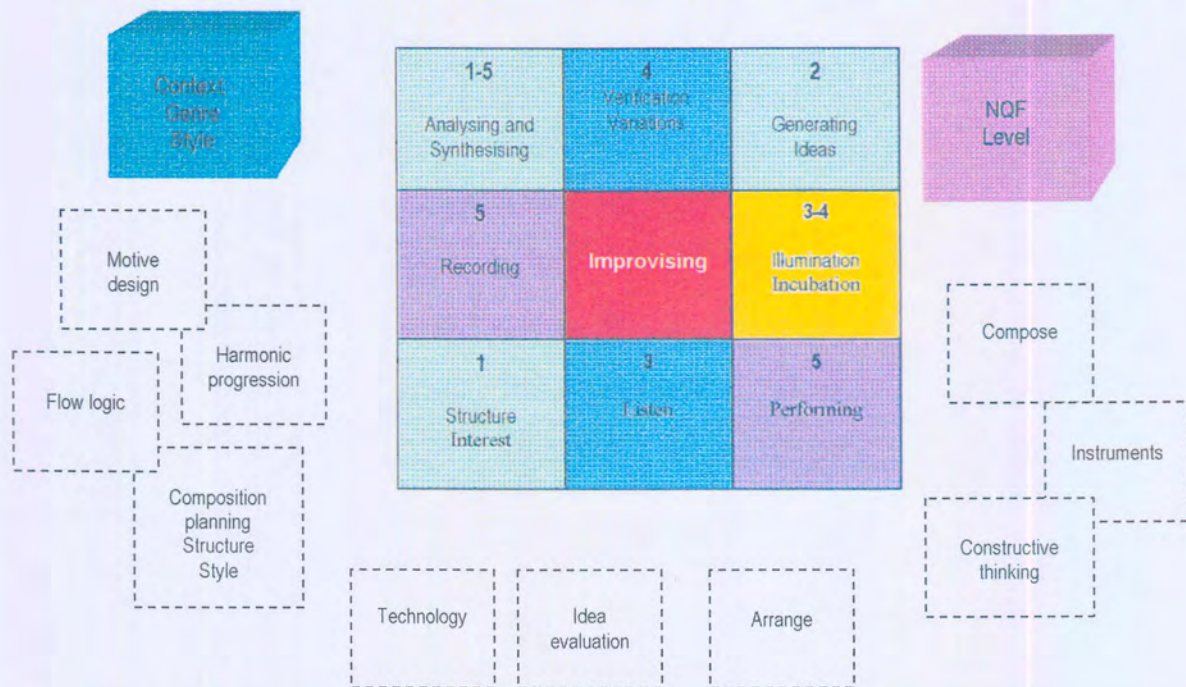 Context
Genre
Style
1-5
Analysing and
Synthesising
4
Verification
Variations
2
Generating
Ideas
5
Recording
Improvising
3-4
Illumination
Incubation
1
Structure
Interest
3
Listen
5
Performing
NQF
Level
Motive
design
Harmonic
progression
Flow logic
Composition
planning
Structure
Style
Compose
Instruments
Constructive
thinking
Technology
Idea
evaluation
Arrange